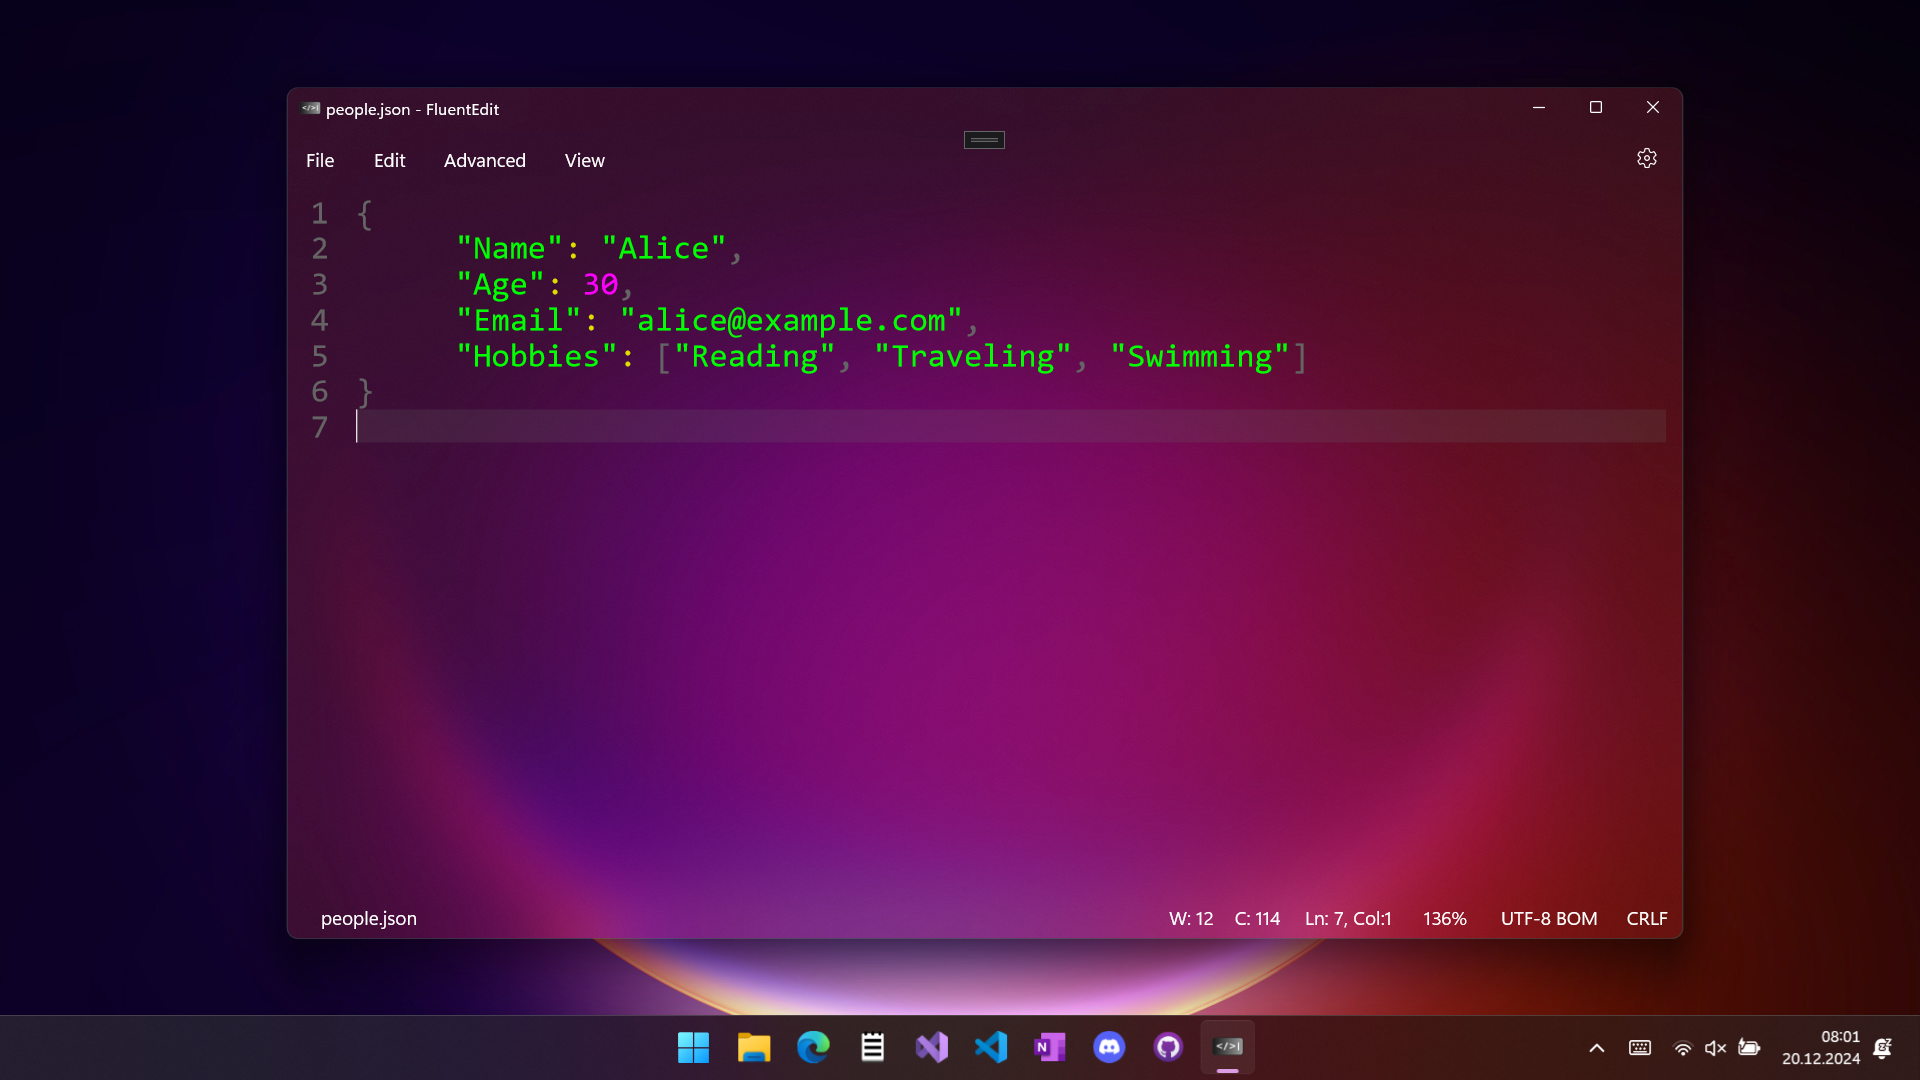 people.json - FluentEdit
File Edit Advanced View
1 {
2 "Name": "Alice",
3 "Age": 30,
4 "Email": "alice@example.com",
5 "Hobbies": ["Reading", "Traveling", "Swimming"]
6 }
7
people.json W: 12 C: 114 Ln: 7, Col:1 136% UTF-8 BOM CRLF
08:01
20.12.2024